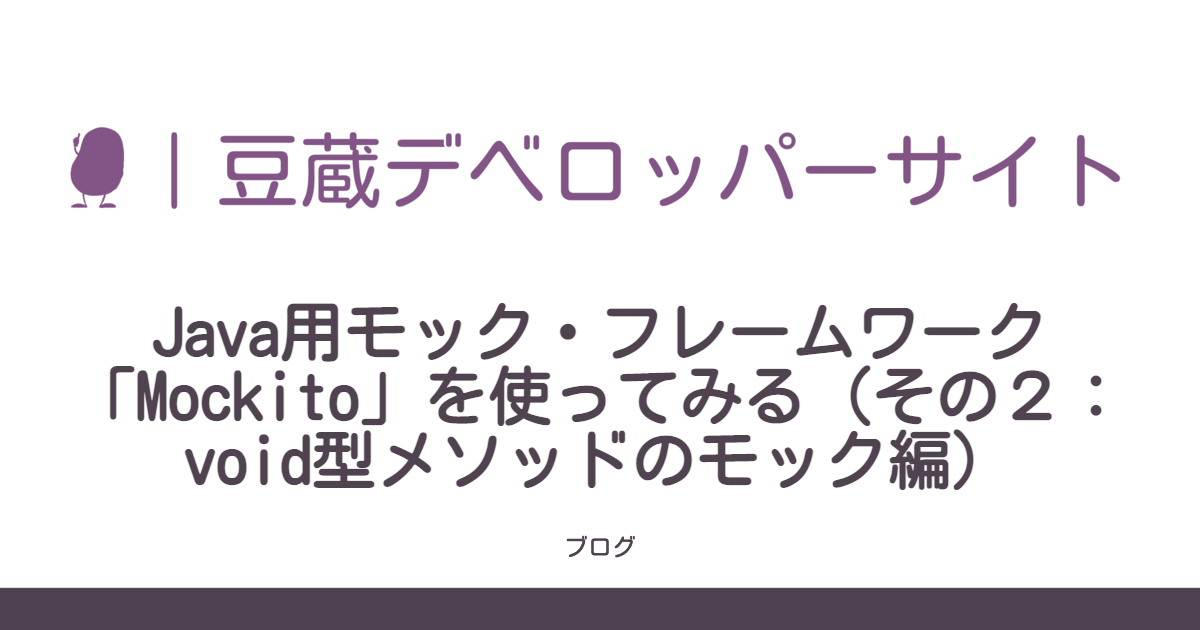 | 豆蔵デベロッパーサイト
Java用モック・フレームワーク
「Mockito」を使ってみる（その２：
void型メソッドのモック編）
ブログ